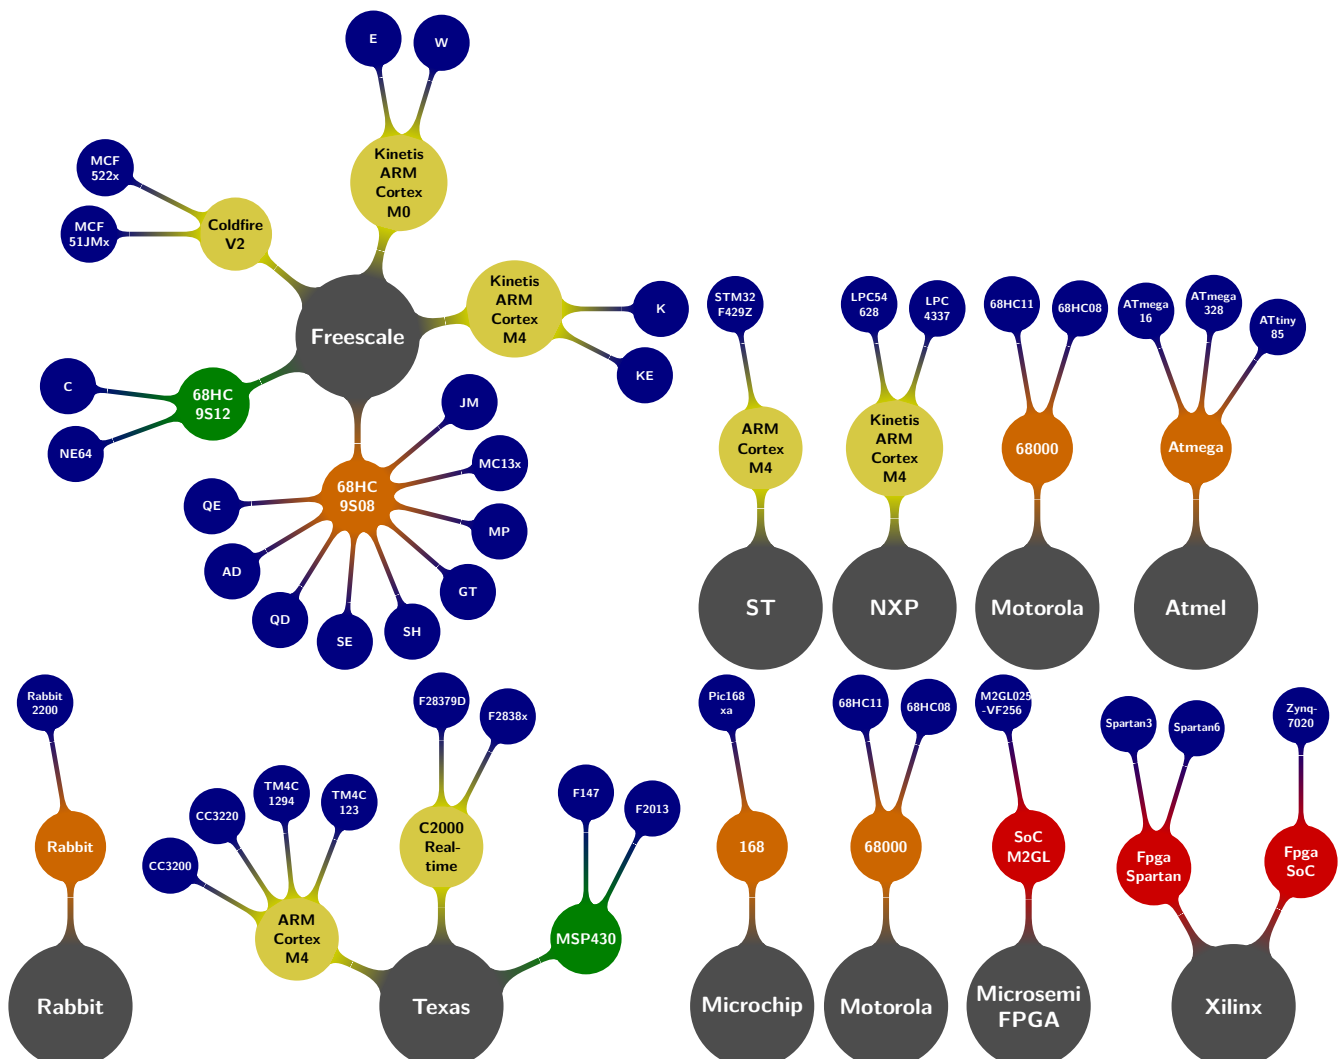 E
W
Kinetis
ARM
Cortex
M0
MCF
522x
MCF
51JMx
Coldfire
V2
Freescale
Kinetis
ARM
Cortex
M4
K
KE
C
NE64
68HC
9S12
68HC
9S08
JM
MC13x
MP
GT
SH
SE
QD
AD
QE
STM32
F429Z
ARM
Cortex
M4
ST
LPC54
628
LPC
4337
Kinetis
ARM
Cortex
M4
NXP
68HC11
68HC08
68000
Motorola
ATmega
16
ATmega
328
ATtiny
85
Atmega
Atmel
Rabbit
2200
Rabbit
Rabbit
CC3200
CC3220
TM4C
1294
TM4C
123
ARM
Cortex
M4
F28379D
F2838x
C2000
Real-
time
F147
F2013
MSP430
Texas
Pic168
xa
168
Microchip
68HC11
68HC08
68000
Motorola
M2GL025
-VF256
SoC
M2GL
Microsemi
FPGA
Spartan3
Spartan6
Fpga
Spartan
Zynq-
7020
Fpga
SoC
Xilinx